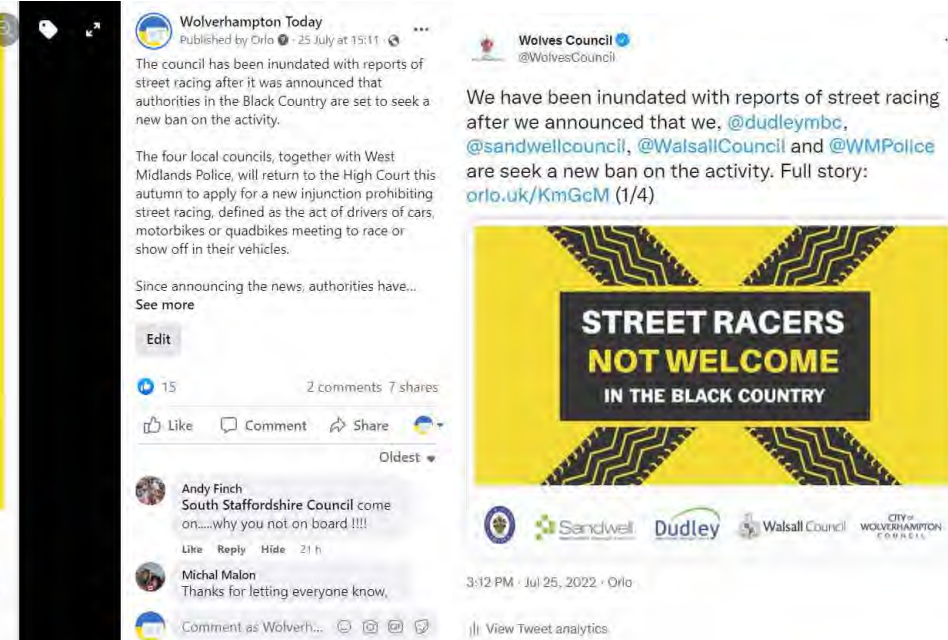 Wolverhampton Today
Published by Orlo · 25 July at 15:11 ·
The council has been inundated with reports of
street racing after it was announced that
authorities in the Black Country are set to seek a
new ban on the activity.
The four local councils, together with West
Midlands Police, will return to the High Court this
autumn to apply for a new injunction prohibiting
street racing, defined as the act of drivers of cars,
motorbikes or quadbikes meeting to race or
show off in their vehicles.
Since announcing the news, authorities have...
See more
Edit
15
2 comments 7 shares
Like Comment Share
Oldest
Andy Finch
South Staffordshire Council come
on.....why you not on board !!!!
Like Reply Hide 21 h
Michal Malon
Thanks for letting everyone know,
Comment as Wolverh...
Wolves Council
@WolvesCouncil
We have been inundated with reports of street racing
after we announced that we, @dudleymbc,
@sandwellcouncil, @WalsallCouncil and @WMPolice
are seek a new ban on the activity. Full story:
orlo.uk/KmGcM (1/4)
STREET RACERS
NOT WELCOME
IN THE BLACK COUNTRY
Sandwell
Dudley
Walsall Council
CITY OF
WOLVERHAMPTON
COUNCIL
3:12 PM · Jul 25, 2022 · Orlo
View Tweet analytics